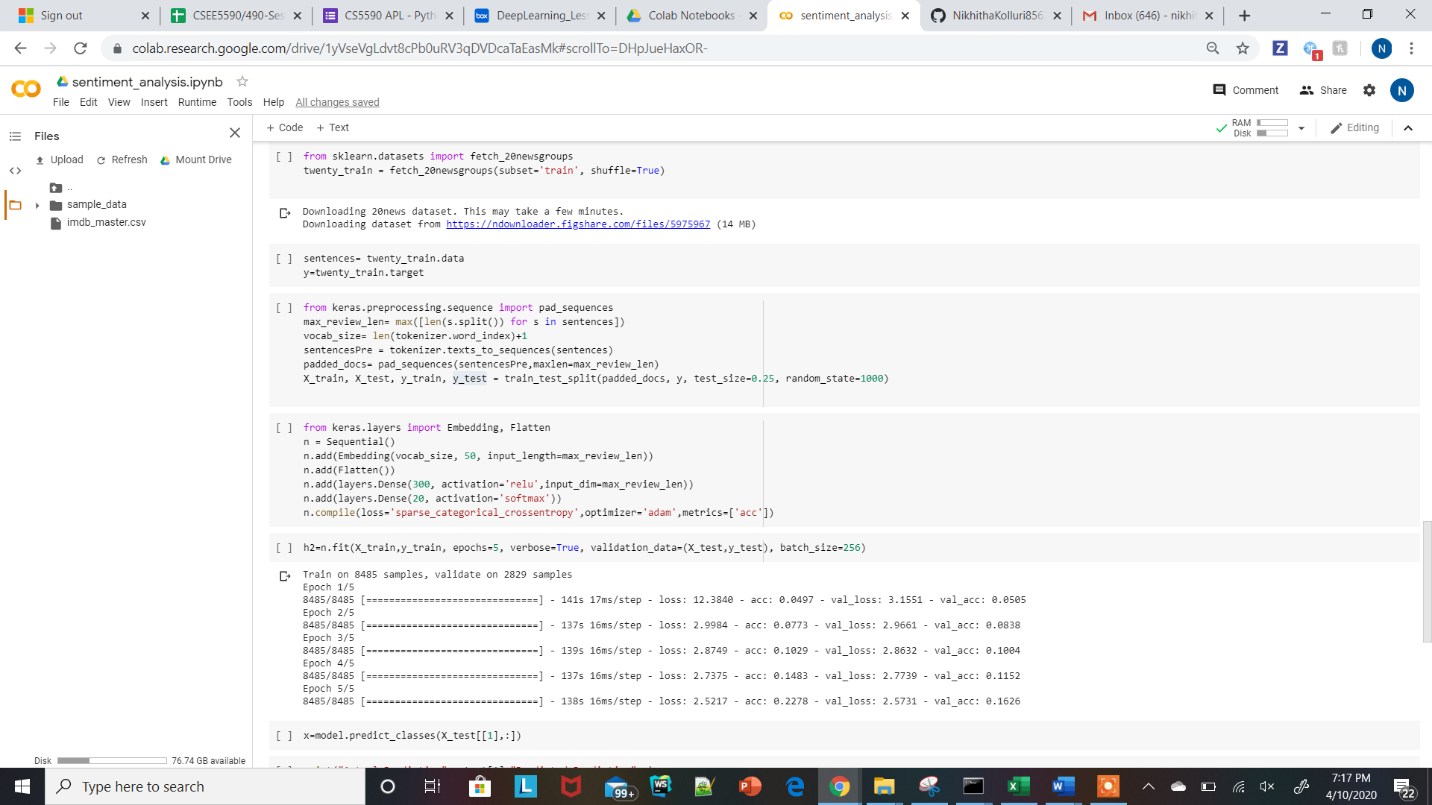 Sign out
CSEE5590/490-Ses
CS5590 APL - Pyth
DeepLearning_Les
Colab Notebooks
sentiment_analysis
NikhithaKolluri856
Inbox (646) - nikhi
colab.research.google.com/drive/1yVseVgLdvt8cPb0uRV3qDVDcaTaEasMk#scrollTo=DHpJueHaxOR-
sentiment_analysis.ipynb
File Edit View Insert Runtime Tools Help All changes saved
Comment Share N
Files
Upload Refresh Mount Drive
..
sample_data
imdb_master.csv
+ Code + Text
RAM
Disk
Editing
[ ] from sklearn.datasets import fetch_20newsgroups
twenty_train = fetch_20newsgroups(subset='train', shuffle=True)
Downloading 20news dataset. This may take a few minutes.
Downloading dataset from https://ndownloader.figshare.com/files/5975967 (14 MB)
[ ] sentences= twenty_train.data
y=twenty_train.target
[ ] from keras.preprocessing.sequence import pad_sequences
max_review_len= max([len(s.split()) for s in sentences])
vocab_size= len(tokenizer.word_index)+1
sentencesPre = tokenizer.texts_to_sequences(sentences)
padded_docs= pad_sequences(sentencesPre,maxlen=max_review_len)
X_train, X_test, y_train, y_test = train_test_split(padded_docs, y, test_size=0.25, random_state=1000)
[ ] from keras.layers import Embedding, Flatten
n = Sequential()
n.add(Embedding(vocab_size, 50, input_length=max_review_len))
n.add(Flatten())
n.add(layers.Dense(300, activation='relu',input_dim=max_review_len))
n.add(layers.Dense(20, activation='softmax'))
n.compile(loss='sparse_categorical_crossentropy',optimizer='adam',metrics=['acc'])
[ ] h2=n.fit(X_train,y_train, epochs=5, verbose=True, validation_data=(X_test,y_test), batch_size=256)
Train on 8485 samples, validate on 2829 samples
Epoch 1/5
8485/8485 [==============================] - 141s 17ms/step - loss: 12.3840 - acc: 0.0497 - val_loss: 3.1551 - val_acc: 0.0505
Epoch 2/5
8485/8485 [==============================] - 137s 16ms/step - loss: 2.9984 - acc: 0.0773 - val_loss: 2.9661 - val_acc: 0.0838
Epoch 3/5
8485/8485 [==============================] - 139s 16ms/step - loss: 2.8749 - acc: 0.1029 - val_loss: 2.8632 - val_acc: 0.1004
Epoch 4/5
8485/8485 [==============================] - 137s 16ms/step - loss: 2.7375 - acc: 0.1483 - val_loss: 2.7739 - val_acc: 0.1152
Epoch 5/5
8485/8485 [==============================] - 138s 16ms/step - loss: 2.5217 - acc: 0.2278 - val_loss: 2.5731 - val_acc: 0.1626
[ ] x=model.predict_classes(X_test[[1],:])
Disk 76.74 GB available
Type here to search
99+
7:17 PM
4/10/2020
22